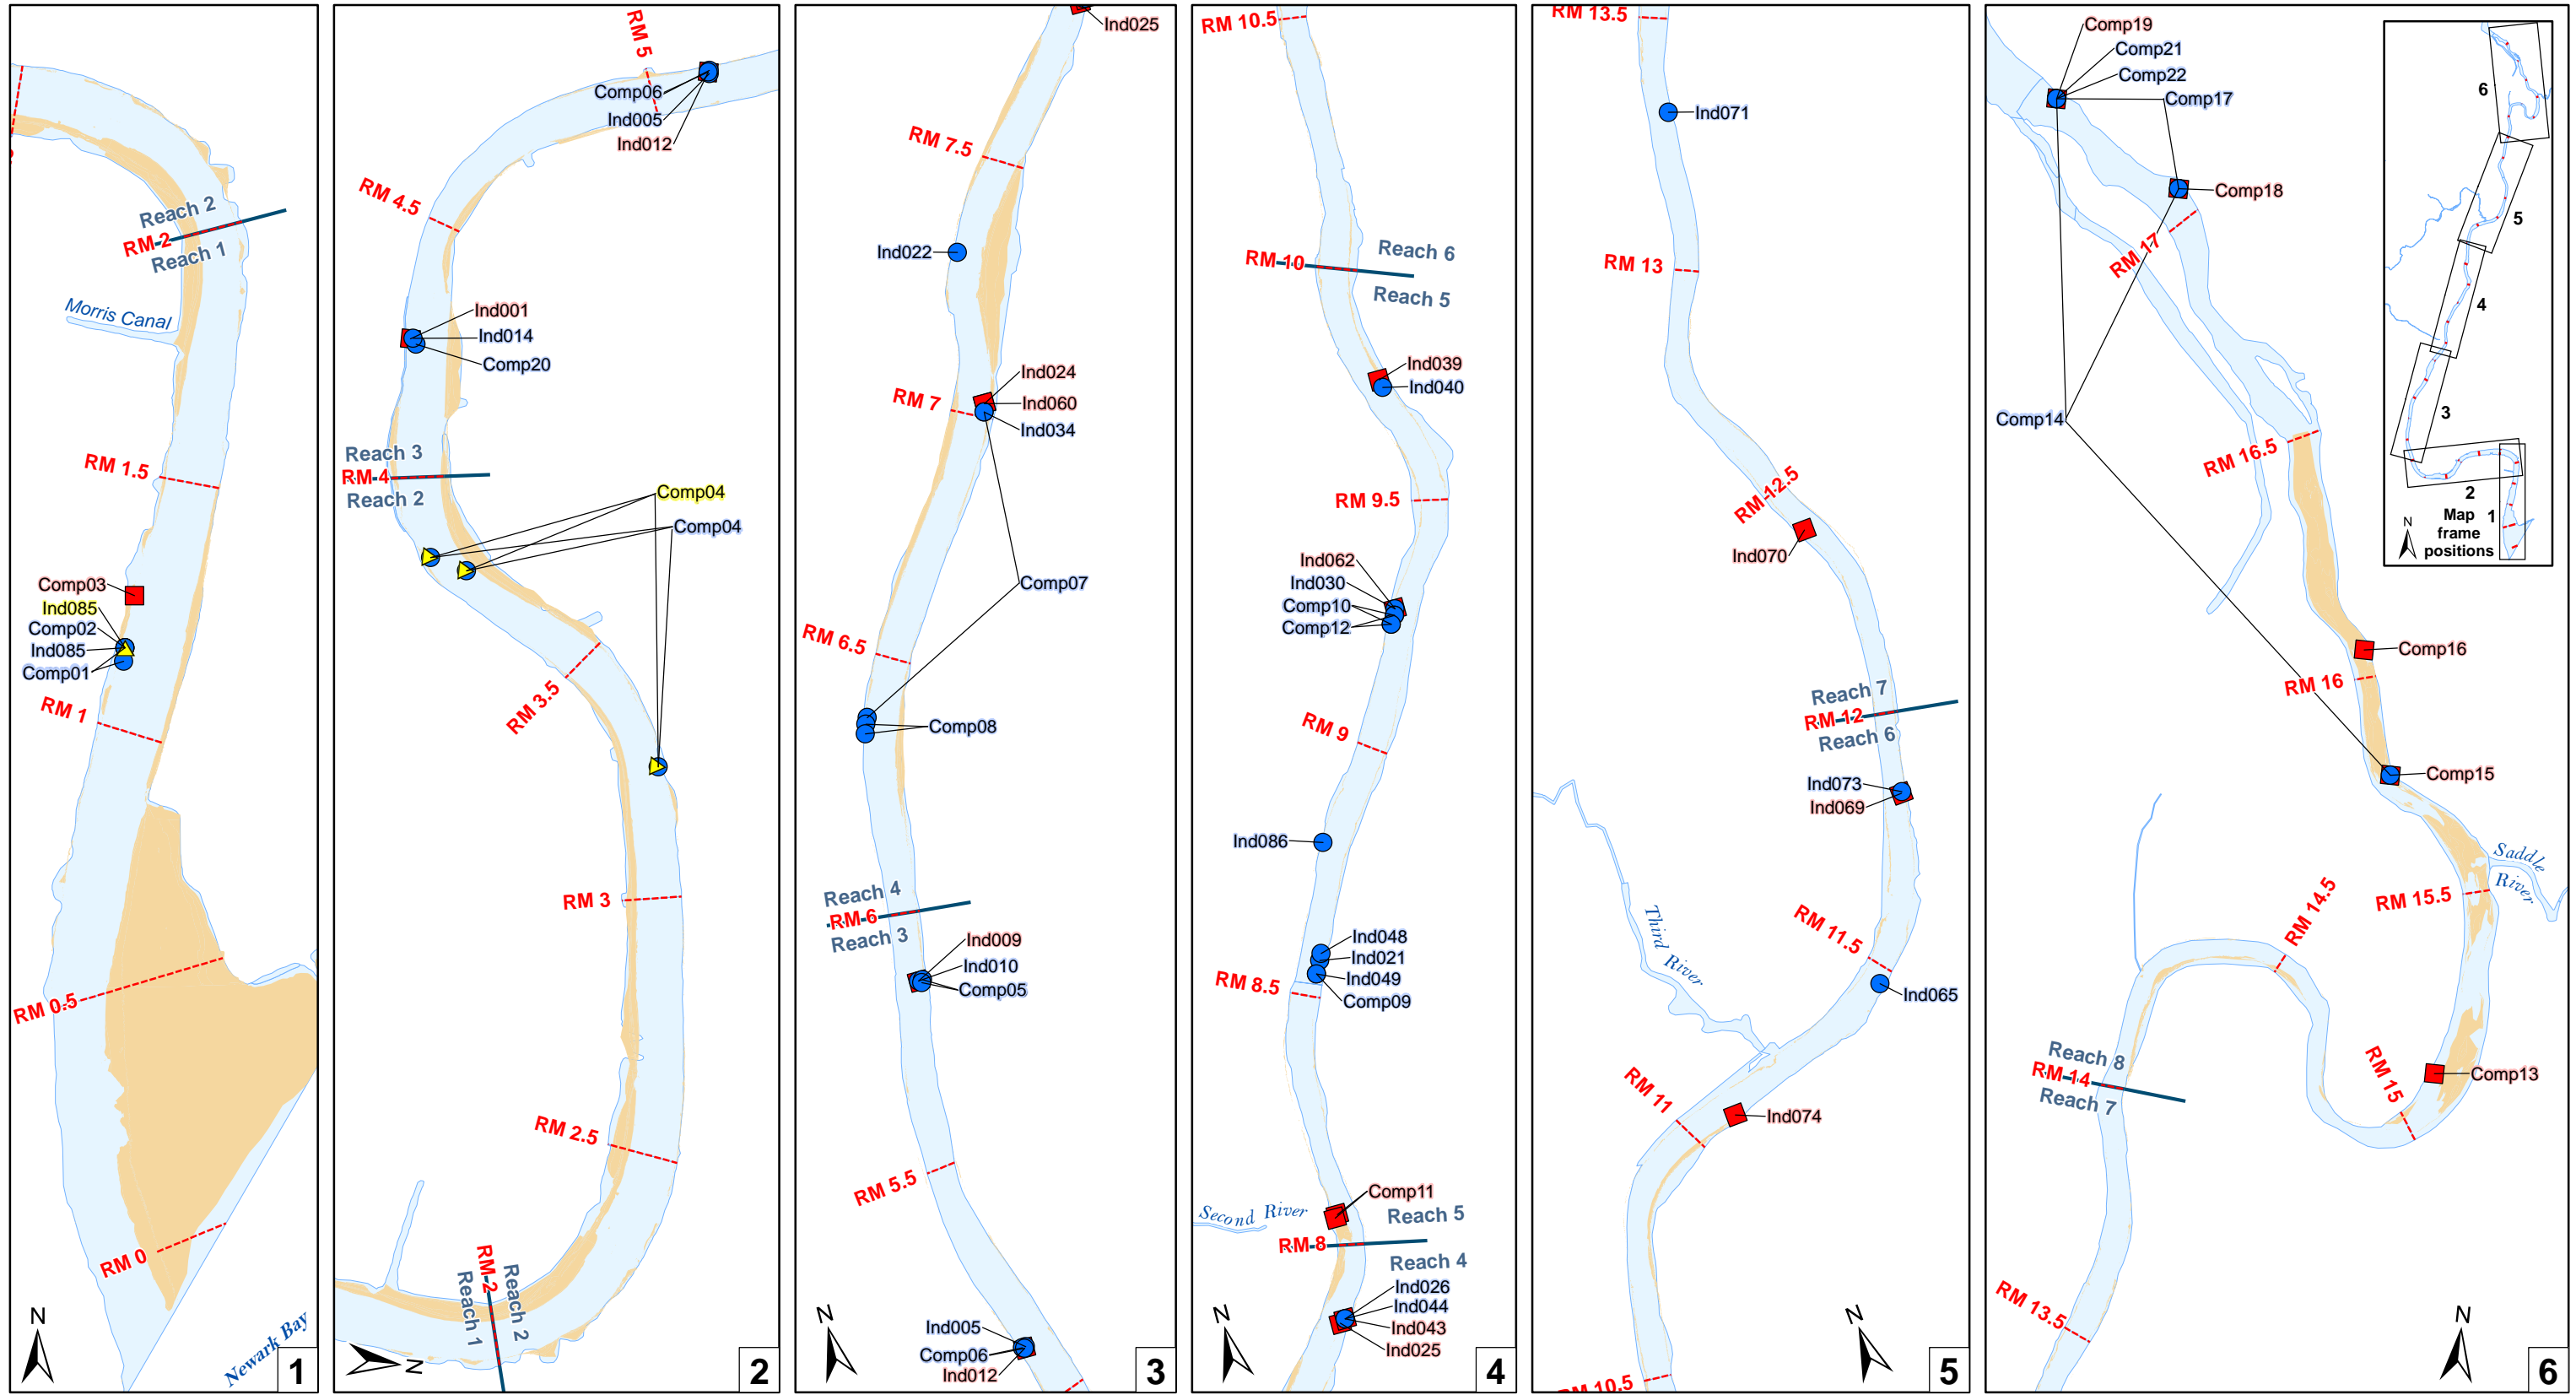 Reach 2
RM 2
Reach 1
Morris Canal
RM 1.5
Comp03
Ind085
Comp02
Ind085
Comp01
RM 1
RM 0.5
RM 0
Newark Bay
N
1
RM 5
Comp06
Ind005
Ind012
RM 4.5
Ind001
Ind014
Comp20
Reach 3
RM 4
Reach 2
Comp04
Comp04
RM 3.5
RM 3
RM 2.5
RM 2
Reach 1
Reach 2
N
2
Ind025
RM 7.5
Ind022
Ind024
Ind060
Ind034
RM 7
Comp07
RM 6.5
Comp08
Reach 4
RM 6
Reach 3
Ind009
Ind010
Comp05
RM 5.5
Ind005
Comp06
Ind012
N
3
RM 10.5
RM 10
Reach 6
Reach 5
Ind039
Ind040
RM 9.5
Ind062
Ind030
Comp10
Comp12
RM 9
Ind086
Ind048
Ind021
Ind049
Comp09
RM 8.5
Second River
Comp11
Reach 5
RM 8
Reach 4
Ind026
Ind044
Ind043
Ind025
N
4
RM 13.5
Ind071
RM 13
RM 12.5
Ind070
Reach 7
RM 12
Reach 6
Ind073
Ind069
RM 11.5
Ind065
Third River
RM 11
Ind074
RM 10.5
N
5
Comp19
Comp21
Comp22
Comp17
Comp18
RM 17
Comp14
RM 16.5
Comp16
RM 16
Comp15
Saddle River
RM 15.5
RM 14.5
RM 15
Comp13
Reach 8
RM 14
Reach 7
RM 13.5
N
6
6
5
4
3
2
1
N
Map
frame
positions